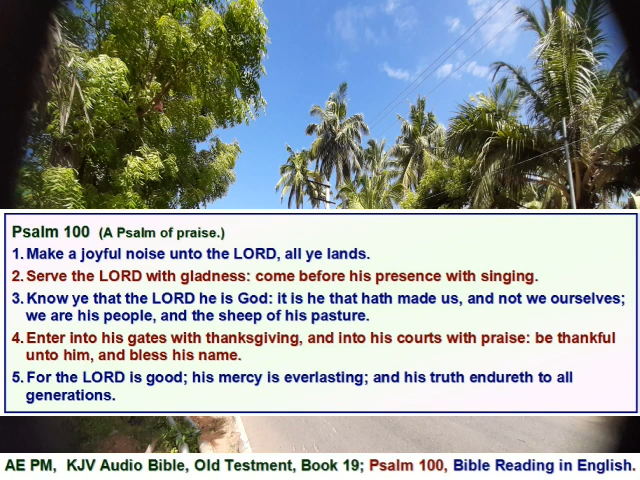 Psalm 100 (A Psalm of praise.)
1. Make a joyful noise unto the LORD, all ye lands.
2. Serve the LORD with gladness: come before his presence with singing.
3. Know ye that the LORD he is God: it is he that hath made us, and not we ourselves;
we are his people, and the sheep of his pasture.
4. Enter into his gates with thanksgiving, and into his courts with praise: be thankful
unto him, and bless his name.
5. For the LORD is good; his mercy is everlasting; and his truth endureth to all
generations.
AE PM, KJV Audio Bible, Old Testment, Book 19; Psalm 100, Bible Reading in English.